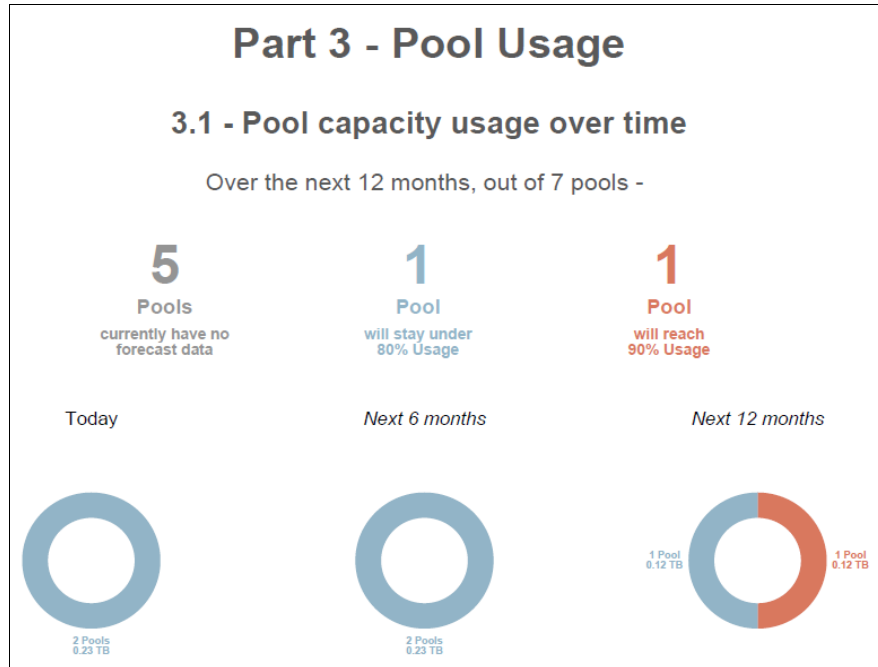 Part 3 - Pool Usage
3.1 - Pool capacity usage over time
Over the next 12 months, out of 7 pools -
5
Pools
currently have no
forecast data
1
Pool
will stay under
80% Usage
1
Pool
will reach
90% Usage
Today
Next 6 months
Next 12 months
2 Pools
0.23 TB
2 Pools
0.23 TB
1 Pool
0.12 TB
1 Pool
0.12 TB